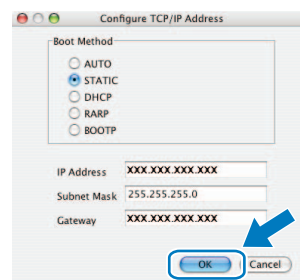 Configure TCP/IP Address
Boot Method
AUTO
STATIC
DHCP
RARP
BOOTP
IP Address XXX.XXX.XXX.XXX
Subnet Mask 255.255.255.0
Gateway XXX.XXX.XXX.XXX
OK Cancel